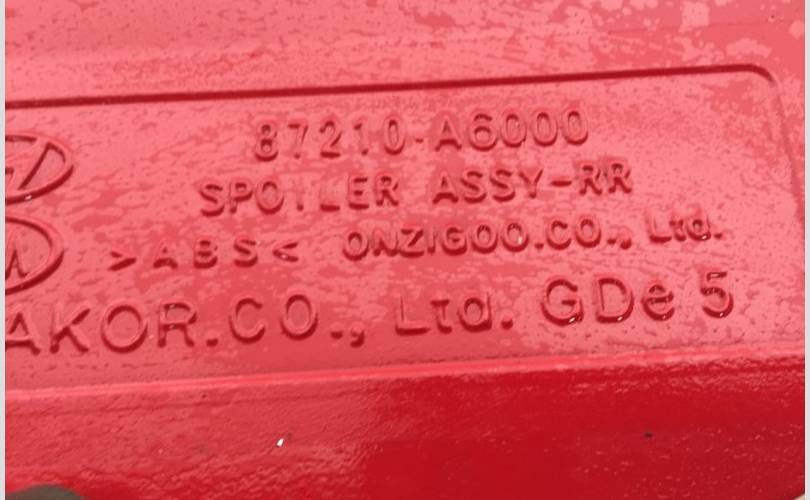 87210-A6000
SPOILER ASSY-RR
>ABS< ONZIGOO.CO., Ltd.
AKOR.CO., Ltd. GDe 5